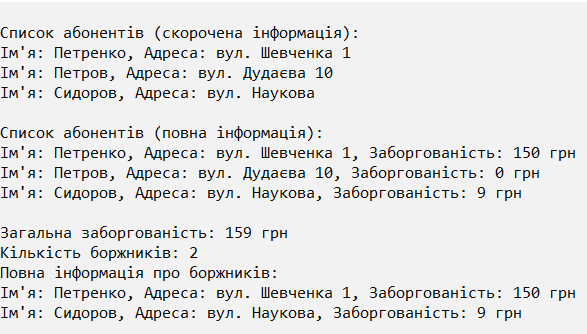 Список абонентів (скорочена інформація):
Ім'я: Петренко, Адреса: вул. Шевченка 1
Ім'я: Петров, Адреса: вул. Дудаєва 10
Ім'я: Сидоров, Адреса: вул. Наукова
Список абонентів (повна інформація):
Ім'я: Петренко, Адреса: вул. Шевченка 1, Заборгованість: 150 грн
Ім'я: Петров, Адреса: вул. Дудаєва 10, Заборгованість: 0 грн
Ім'я: Сидоров, Адреса: вул. Наукова, Заборгованість: 9 грн
Загальна заборгованість: 159 грн
Кількість боржників: 2
Повна інформація про боржників:
Ім'я: Петренко, Адреса: вул. Шевченка 1, Заборгованість: 150 грн
Ім'я: Сидоров, Адреса: вул. Наукова, Заборгованість: 9 грн